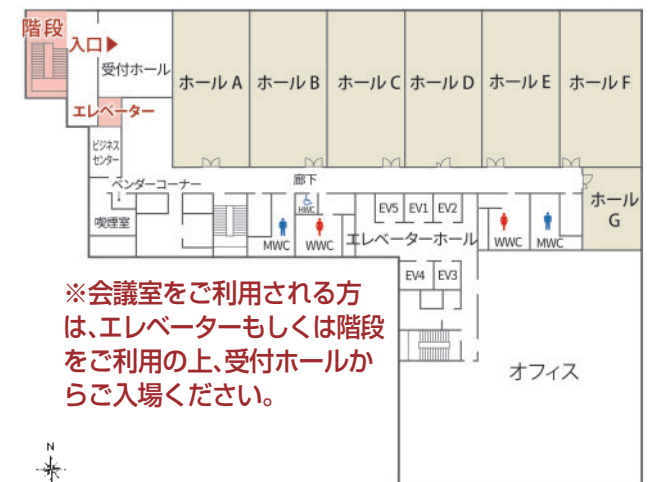 階段
入口▶
受付ホール
ホール A
ホール B
ホール C
ホール D
ホール E
ホール F
エレベーター
ビジネス
センター
ベンダーコーナー
↓
廊下
ホール
G
喫煙室
HWC
MWC
WWC
EV5
EV1
EV2
エレベーターホール
WWC
MWC
EV4
EV3
※会議室をご利用される方
は、エレベーターもしくは階段
をご利用の上、受付ホールか
らご入場ください。
オフィス
N